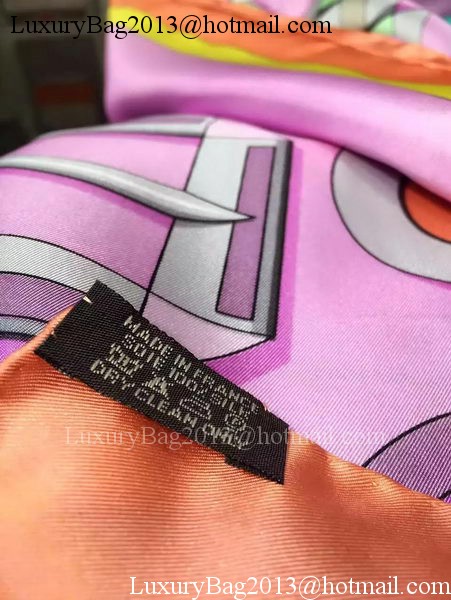 LuxuryBag2013@hotmail.com
MADE IN FRANCE
SOIE 100% SILK
DRY CLEAN
LuxuryBag2013@hotmail.com
LuxuryBag2013@hotmail.com